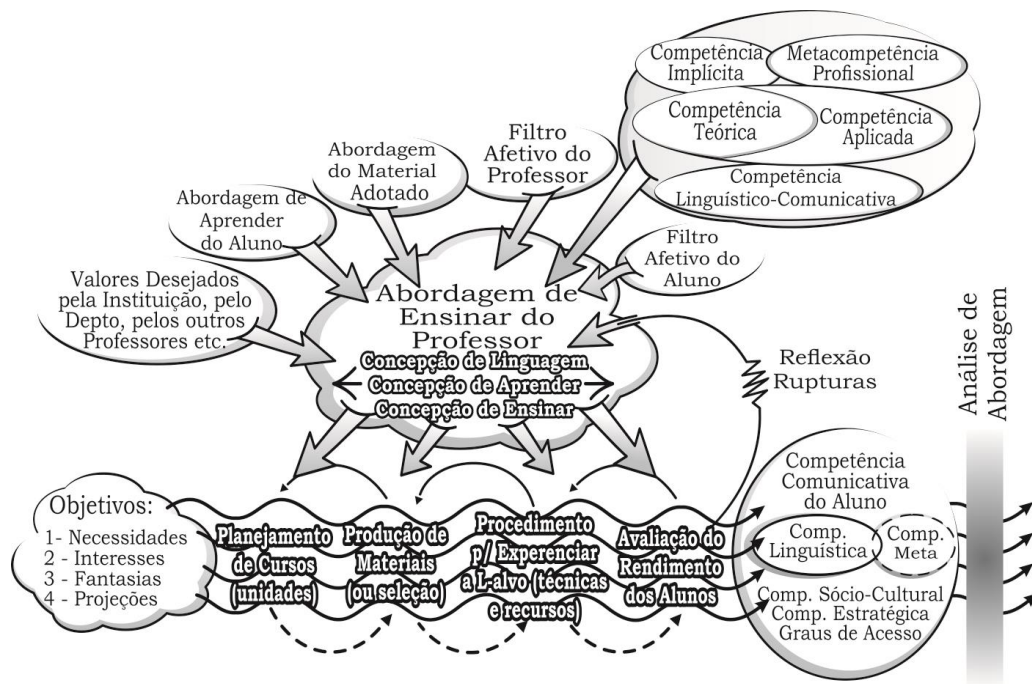 Competência
Implícita
Metacompetência
Profissional
Competência
Teórica
Competência
Aplicada
Competência
Linguístico-Comunicativa
Filtro
Afetivo do
Professor
Abordagem
do Material
Adotado
Abordagem de
Aprender
do Aluno
Filtro
Afetivo do
Aluno
Valores Desejados
pela Instituição, pelo
Depto, pelos outros
Professores etc.
Abordagem de
Ensinar do
Professor
Concepção de Linguagem
Concepção de Aprender
Concepção de Ensinar
Reflexão
Rupturas
Análise de
Abordagem
Objetivos:
1- Necessidades
2 - Interesses
3 - Fantasias
4 - Projeções
Planejamento
de Cursos
(unidades)
Produção de
Materiais
(ou seleção)
Procedimento
p/ Experenciar
a L-alvo (técnicas
e recursos)
Avaliação do
Rendimento
dos Alunos
Competência
Comunicativa
do Aluno
Comp.
Linguística
Comp.
Meta
Comp. Sócio-Cultural
Comp. Estratégica
Graus de Acesso